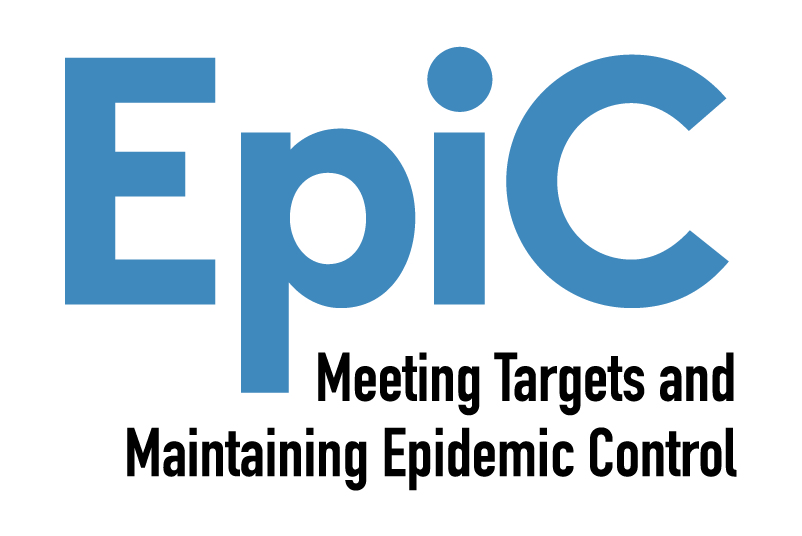 EpiC
Meeting Targets and
Maintaining Epidemic Control